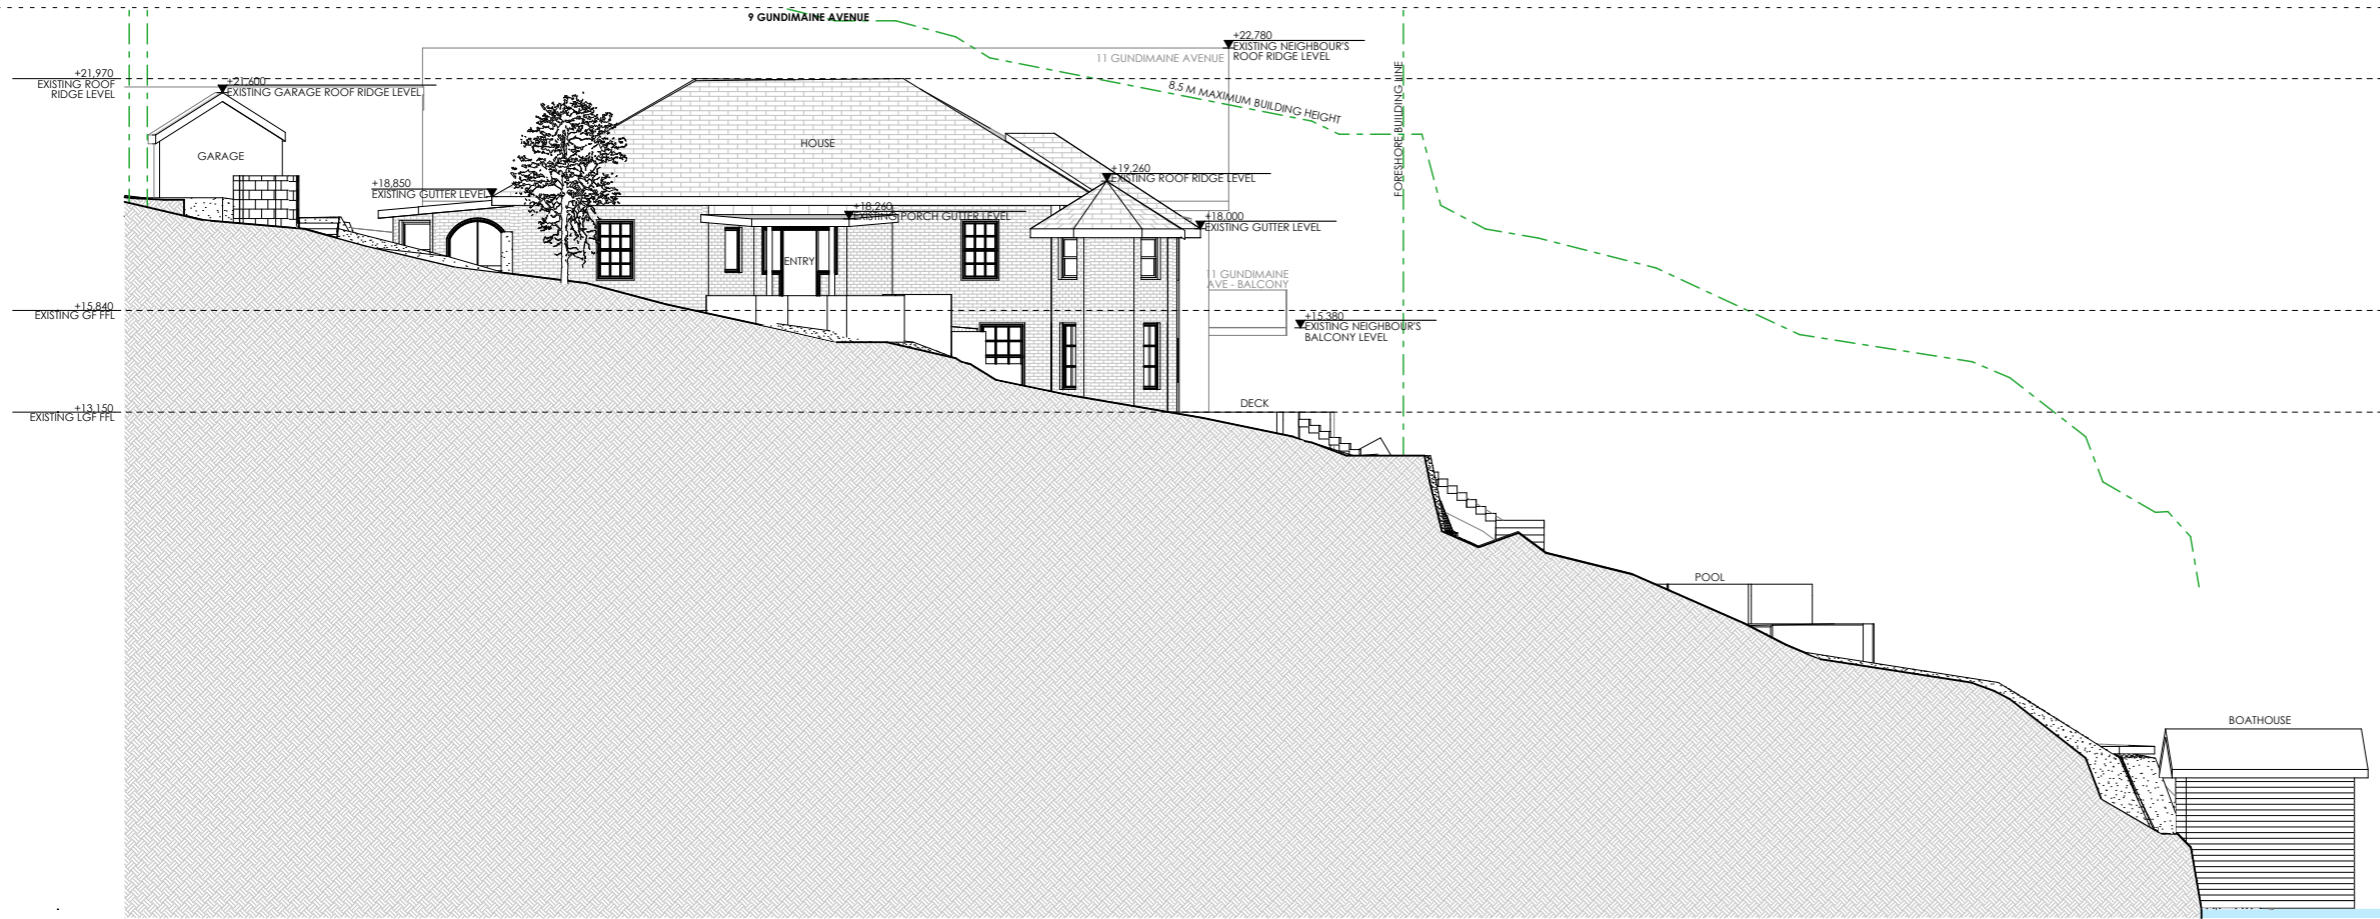 9 GUNDIMAINE AVENUE
+22,780
EXISTING NEIGHBOUR'S
ROOF RIDGE LEVEL
11 GUNDIMAINE AVENUE
+21,970
EXISTING ROOF
RIDGE LEVEL
+21,600
EXISTING GARAGE ROOF RIDGE LEVEL
8.5 M MAXIMUM BUILDING HEIGHT
FORESHORE BUILDING LINE
GARAGE
HOUSE
+18,850
EXISTING GUTTER LEVEL
+19,260
EXISTING ROOF RIDGE LEVEL
+18,260
EXISTING PORCH GUTTER LEVEL
+18,000
EXISTING GUTTER LEVEL
ENTRY
11 GUNDIMAINE
AVE - BALCONY
+15,840
EXISTING GF FFL
+15,380
EXISTING NEIGHBOUR'S
BALCONY LEVEL
+13,150
EXISTING LGF FFL
DECK
POOL
BOATHOUSE